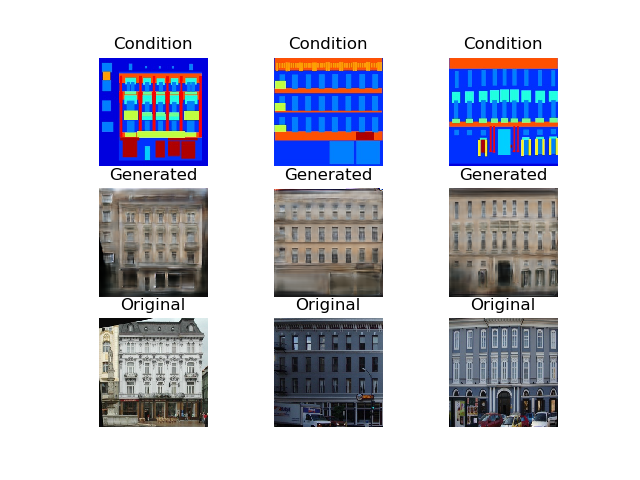 Condition Condition Condition
Generated Generated Generated
Original Original Original